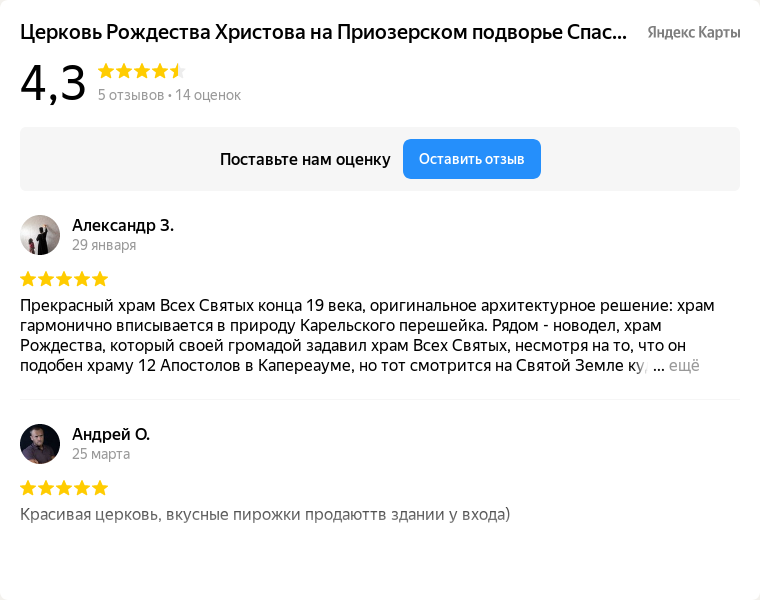 Церковь Рождества Христова на Приозерском подворье Спас...
Яндекс Карты
4,3
5 отзывов • 14 оценок
Поставьте нам оценку
Оставить отзыв
Александр З.
29 января
Прекрасный храм Всех Святых конца 19 века, оригинальное архитектурное решение: храм
гармонично вписывается в природу Карельского перешейка. Рядом - новодел, храм
Рождества, который своей громадой задавил храм Всех Святых, несмотря на то, что он
подобен храму 12 Апостолов в Капереауме, но тот смотрится на Святой Земле ку, ... ещё
Андрей О.
25 марта
Красивая церковь, вкусные пирожки продаюттв здании у входа)